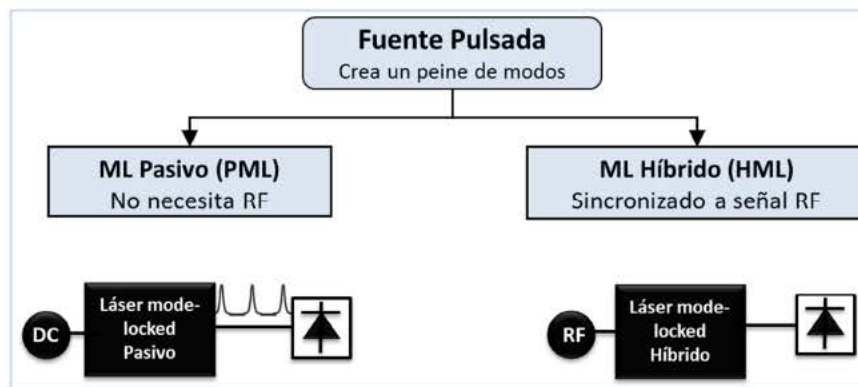 Fuente Pulsada
Crea un peine de modos
ML Pasivo (PML)
No necesita RF
ML Híbrido (HML)
Sincronizado a señal RF
DC
Láser mode-
locked
Pasivo
RF
Láser mode-
locked
Híbrido